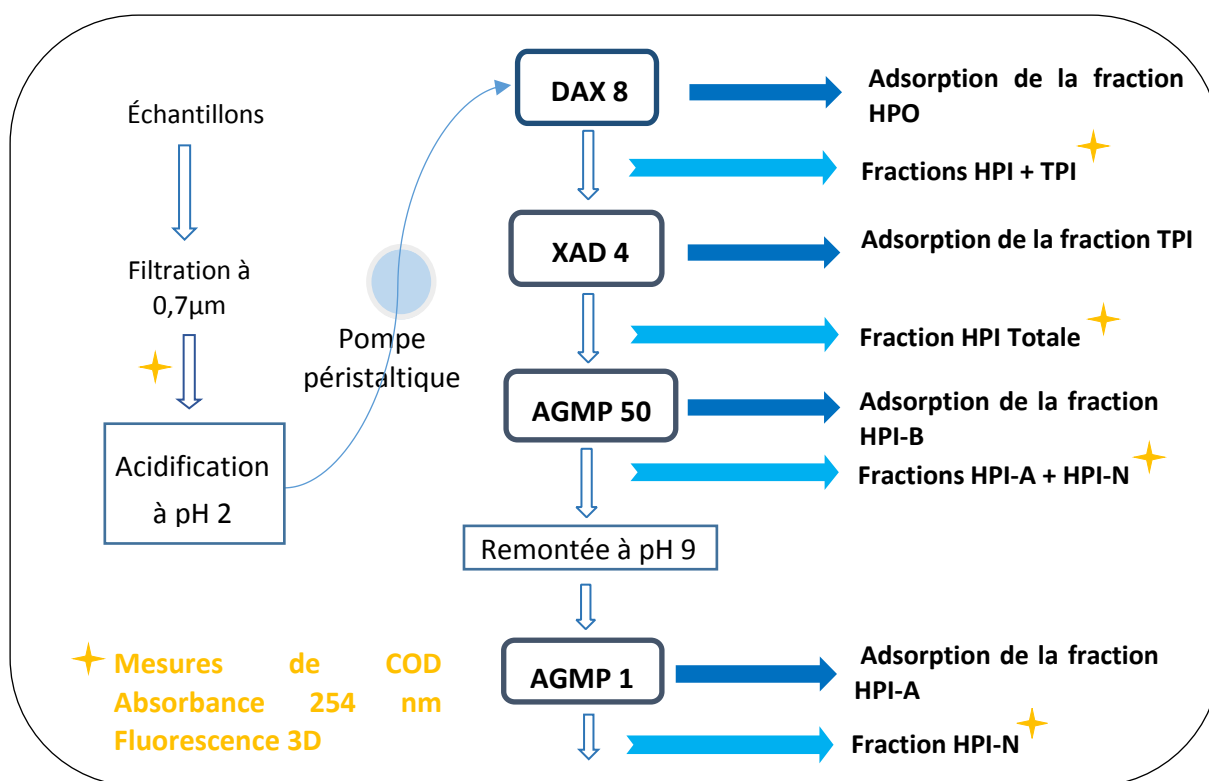 Échantillons
Filtration à
0,7µm
Acidification
à pH 2
Pompe
péristaltique
DAX 8
Adsorption de la fraction
HPO
Fractions HPI + TPI
XAD 4
Adsorption de la fraction TPI
Fraction HPI Totale
AGMP 50
Adsorption de la fraction
HPI-B
Fractions HPI-A + HPI-N
Remontée à pH 9
AGMP 1
Adsorption de la fraction
HPI-A
Fraction HPI-N
Mesures de COD
Absorbance 254 nm
Fluorescence 3D